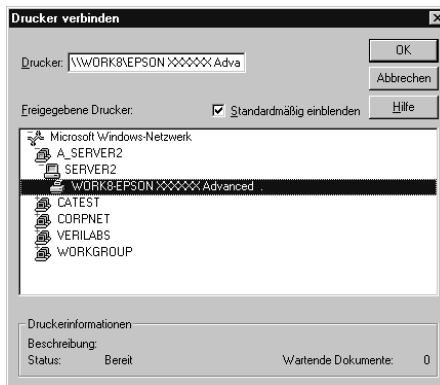 Drucker verbinden
Drucker: \\WORK8\EPSON XXXXXX Adva
OK
Abbrechen
Hilfe
Freigegebene Drucker:
Standardmäßig einblenden
Microsoft Windows-Netzwerk
A_SERVER2
SERVER2
WORK8-EPSON XXXXXX Advanced .
CATEST
CORPNET
VERILABS
WORKGROUP
Druckerinformationen
Beschreibung:
Status: Bereit Wartende Dokumente: 0